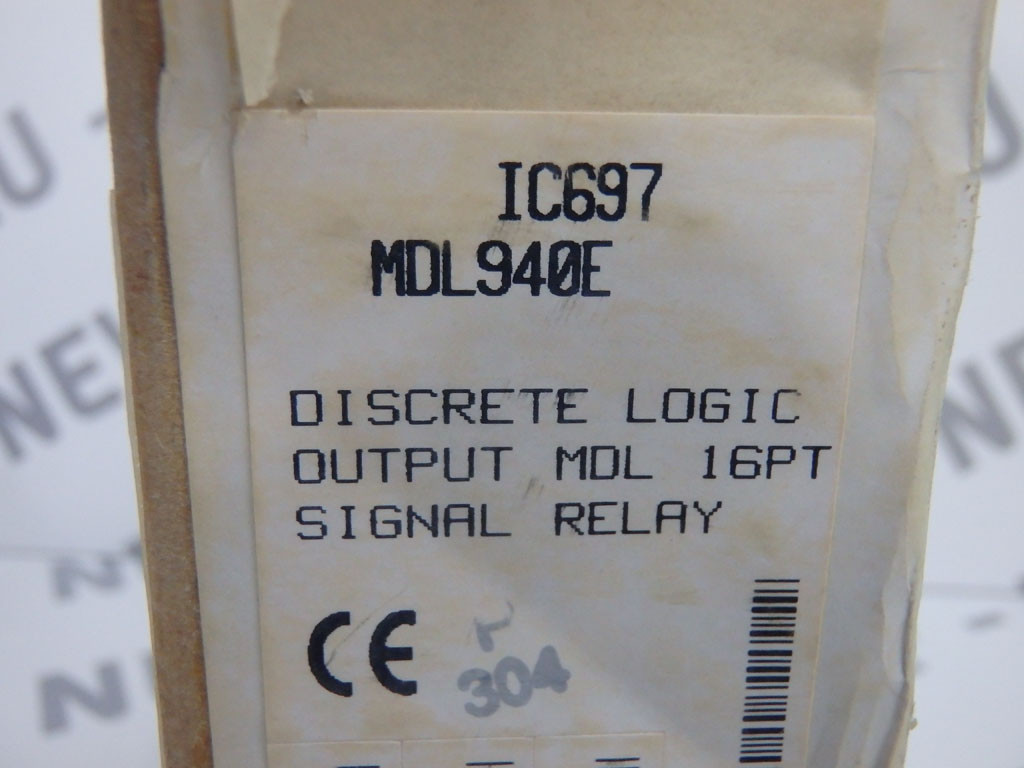 IC697
MDL940E
DISCRETE LOGIC
OUTPUT MDL 16PT
SIGNAL RELAY
CE
304